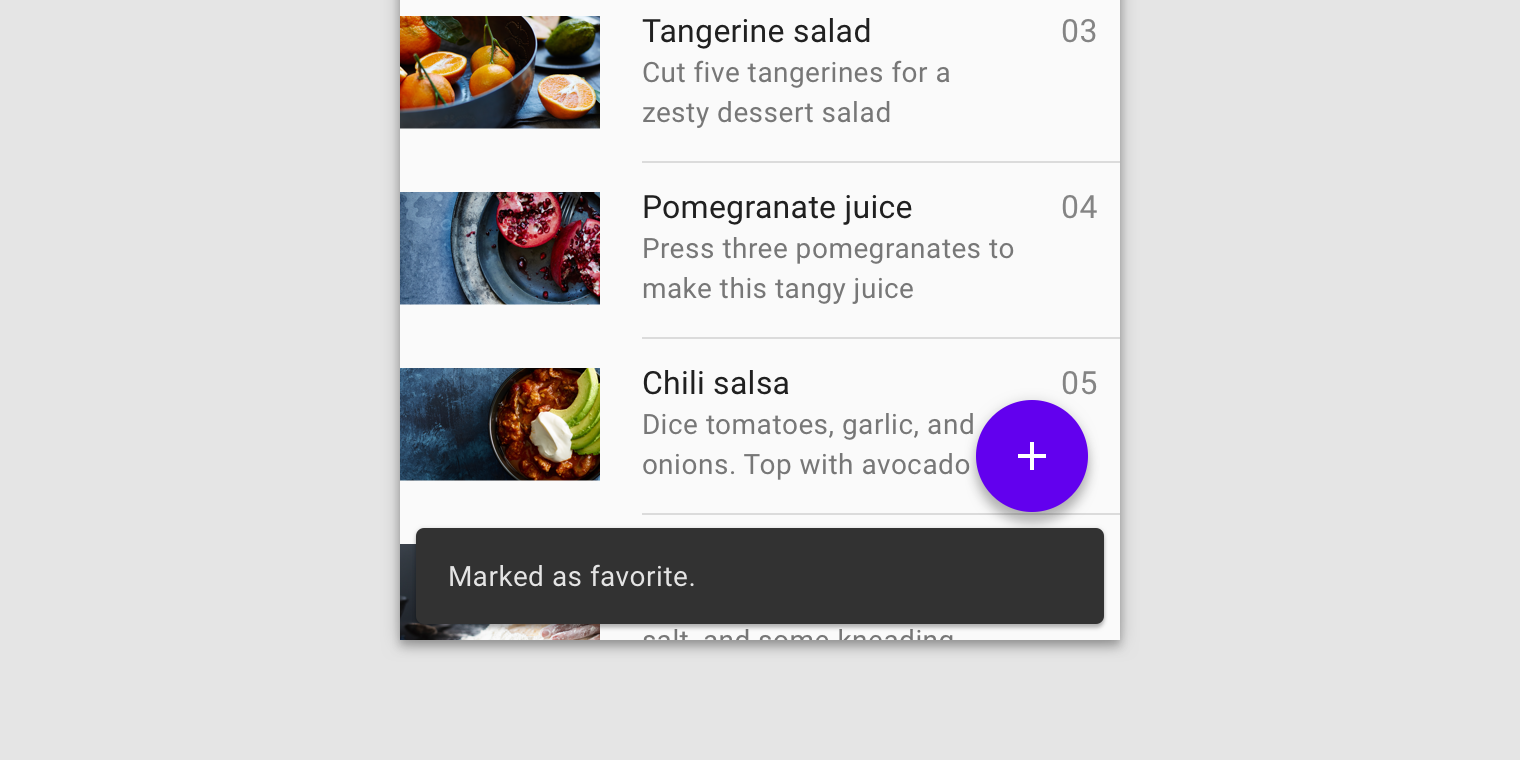 Tangerine salad 03
Cut five tangerines for a
zesty dessert salad
Pomegranate juice 04
Press three pomegranates to
make this tangy juice
Chili salsa 05
Dice tomatoes, garlic, and
onions. Top with avocado
Marked as favorite.
salt, and some kneading